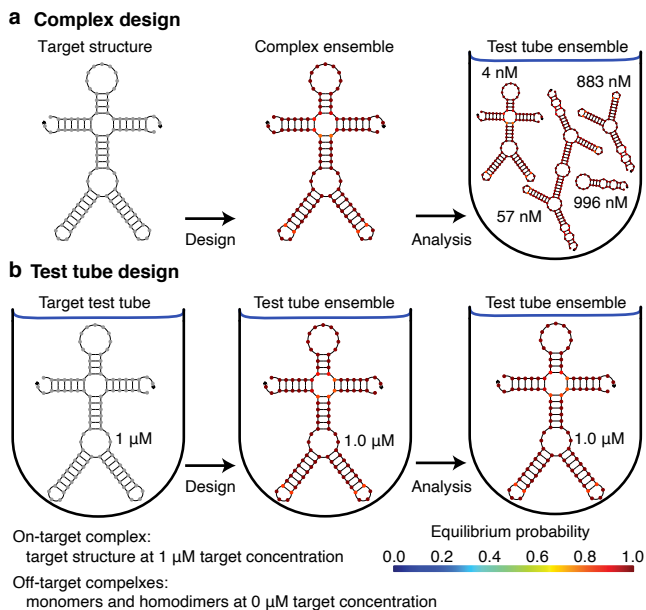 a Complex design
Target structure
Complex ensemble
Test tube ensemble
4 nM
883 nM
57 nM
996 nM
Design
Analysis
b Test tube design
Target test tube
Test tube ensemble
Test tube ensemble
1 µM
1.0 µM
1.0 µM
Design
Analysis
On-target complex:
target structure at 1 µM target concentration
Off-target compelxes:
monomers and homodimers at 0 µM target concentration
Equilibrium probability
0.0 0.2 0.4 0.6 0.8 1.0